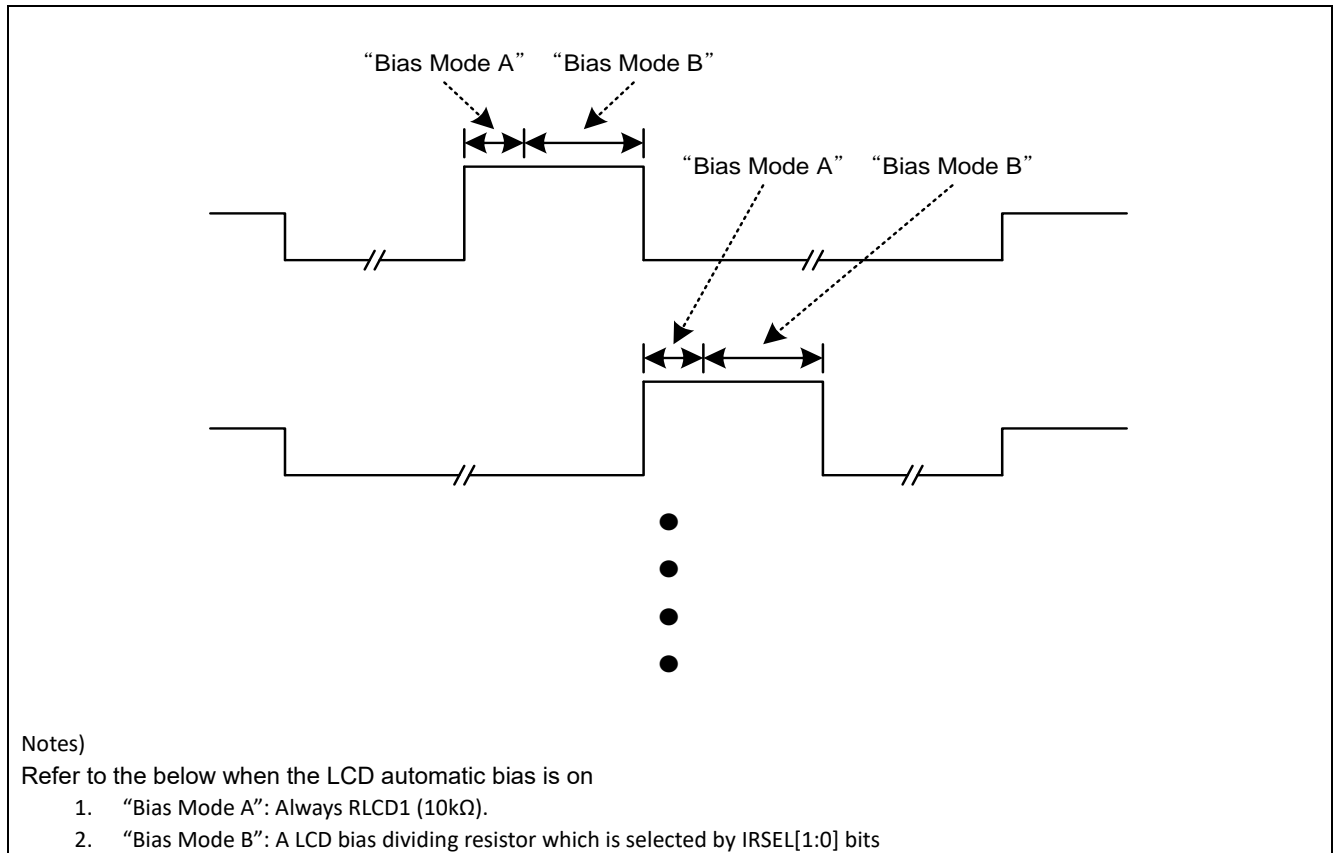 “Bias Mode A” “Bias Mode B”
“Bias Mode A” “Bias Mode B”
Notes)
Refer to the below when the LCD automatic bias is on
1. “Bias Mode A”: Always RLCD1 (10kΩ).
2. “Bias Mode B”: A LCD bias dividing resistor which is selected by IRSEL[1:0] bits